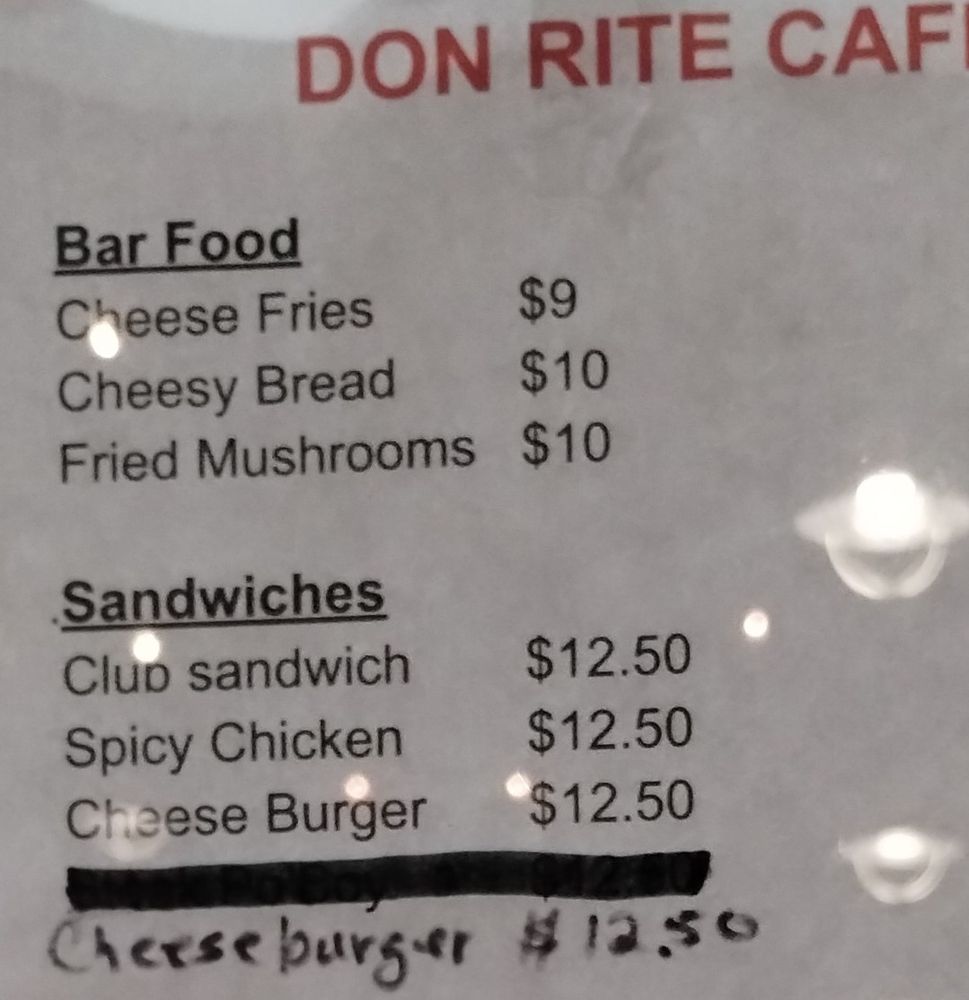 DON RITE CAF
Bar Food
Cheese Fries $9
Cheesy Bread $10
Fried Mushrooms $10
Sandwiches
Club sandwich $12.50
Spicy Chicken $12.50
Cheese Burger $12.50
Cheeseburger $12.50